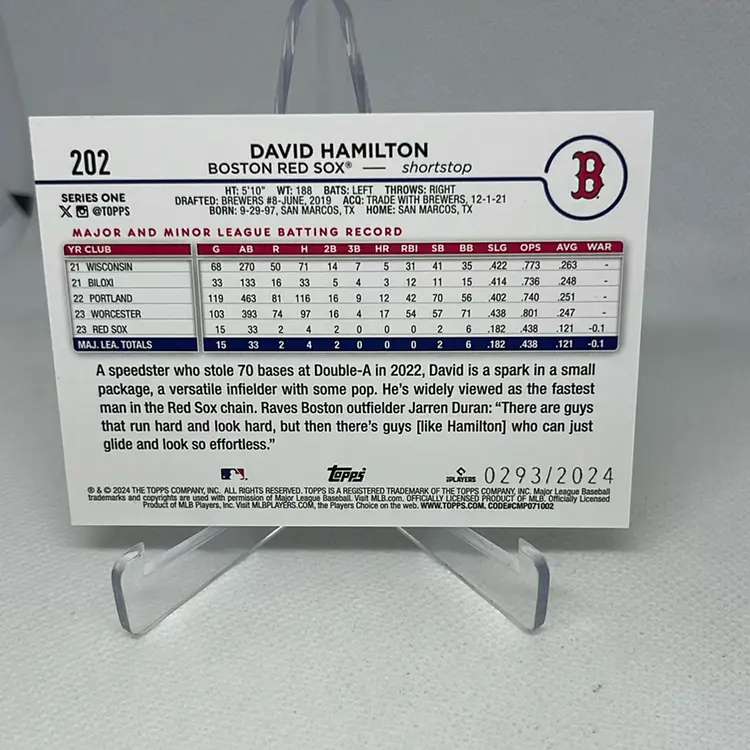 202
DAVID HAMILTON
BOSTON RED SOX® — shortstop
B
SERIES ONE
X @TOPPS
HT: 5'10" WT: 188 BATS: LEFT THROWS: RIGHT
DRAFTED: BREWERS #8-JUNE, 2019 ACQ: TRADE WITH BREWERS, 12-1-21
BORN: 9-29-97, SAN MARCOS, TX HOME: SAN MARCOS, TX
MAJOR AND MINOR LEAGUE BATTING RECORD
YR CLUB G AB R H 2B 3B HR RBI SB BB SLG OPS AVG WAR
21 WISCONSIN 68 270 50 71 14 7 5 31 41 35 .422 .773 .263 -
21 BILOXI 33 133 16 33 5 4 3 12 11 15 .414 .736 .248 -
22 PORTLAND 119 463 81 116 16 9 12 42 70 56 .402 .740 .251 -
23 WORCESTER 103 393 74 97 16 4 17 54 57 71 .438 .801 .247 -
23 RED SOX 15 33 2 4 2 0 0 0 2 6 .182 .438 .121 -0.1
MAJ. LEA. TOTALS 15 33 2 4 2 0 0 0 2 6 .182 .438 .121 -0.1
A speedster who stole 70 bases at Double-A in 2022, David is a spark in a small
package, a versatile infielder with some pop. He's widely viewed as the fastest
man in the Red Sox chain. Raves Boston outfielder Jarren Duran: “There are guys
that run hard and look hard, but then there's guys [like Hamilton] who can just
glide and look so effortless.”
topps
PLAYERS
0293/2024
® & © 2024 THE TOPPS COMPANY, INC. ALL RIGHTS RESERVED. TOPPS IS A REGISTERED TRADEMARK OF THE TOPPS COMPANY, INC. Major League Baseball
trademarks and copyrights are used with permission of Major League Baseball. Visit MLB.com. OFFICIALLY LICENSED PRODUCT OF MLB. Officially Licensed
Product of MLB Players, Inc. Visit MLBPLAYERS.COM, the Players Choice on the web. WWW.TOPPS.COM. CODE#CMP071002